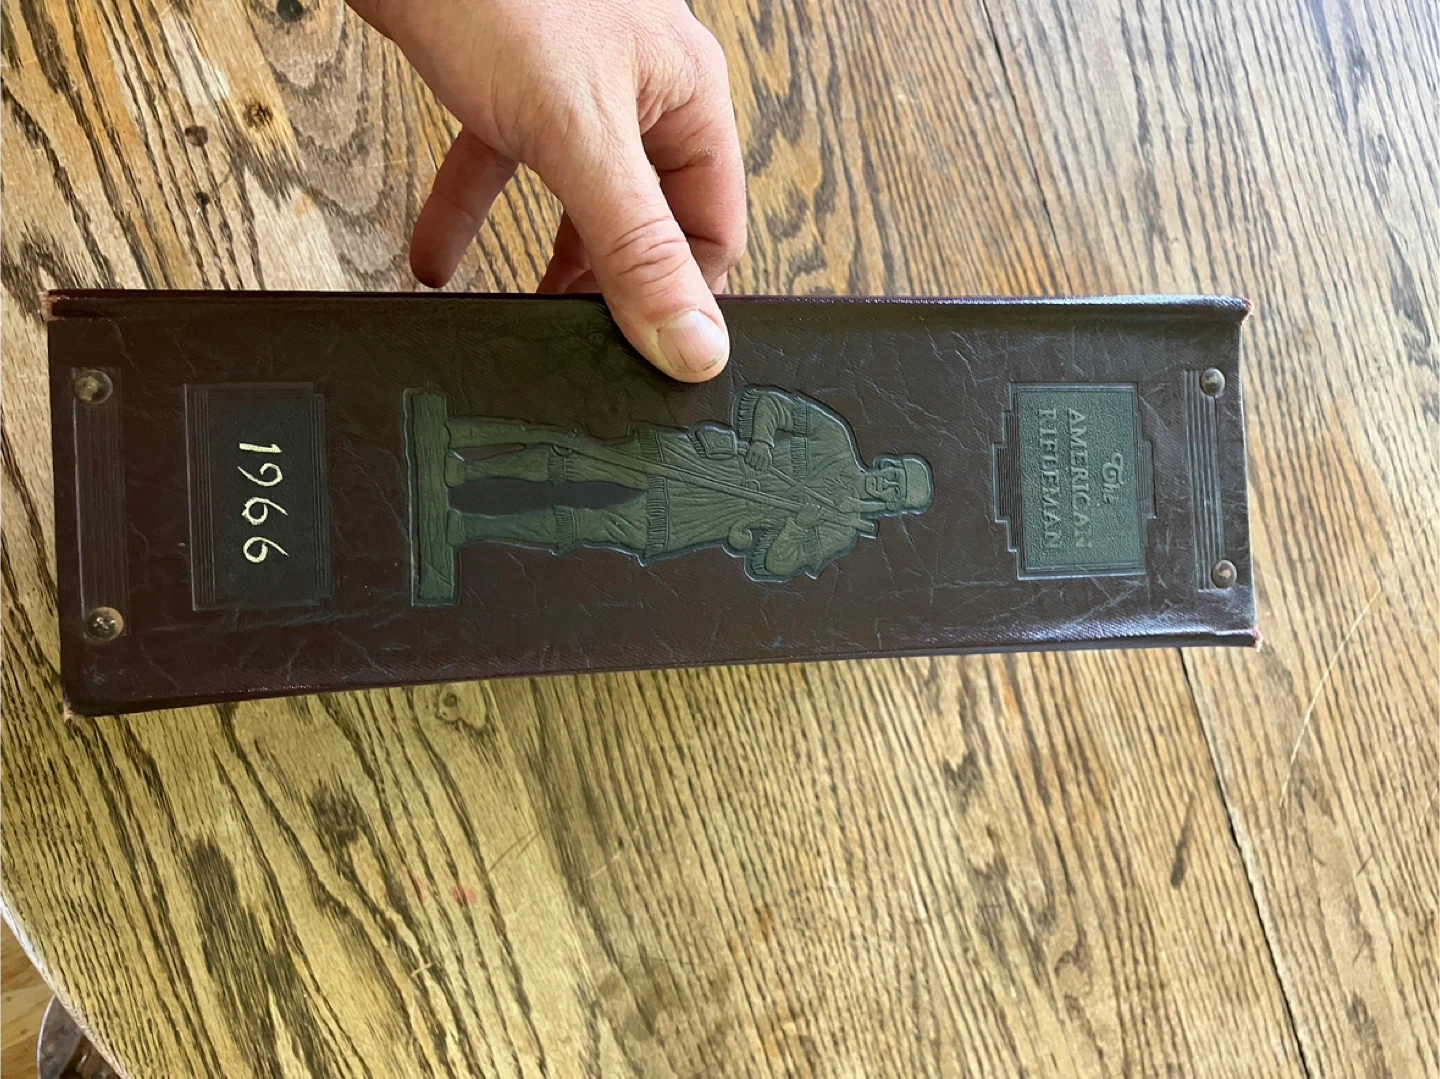 The
AMERICAN
RIFLEMAN
1966